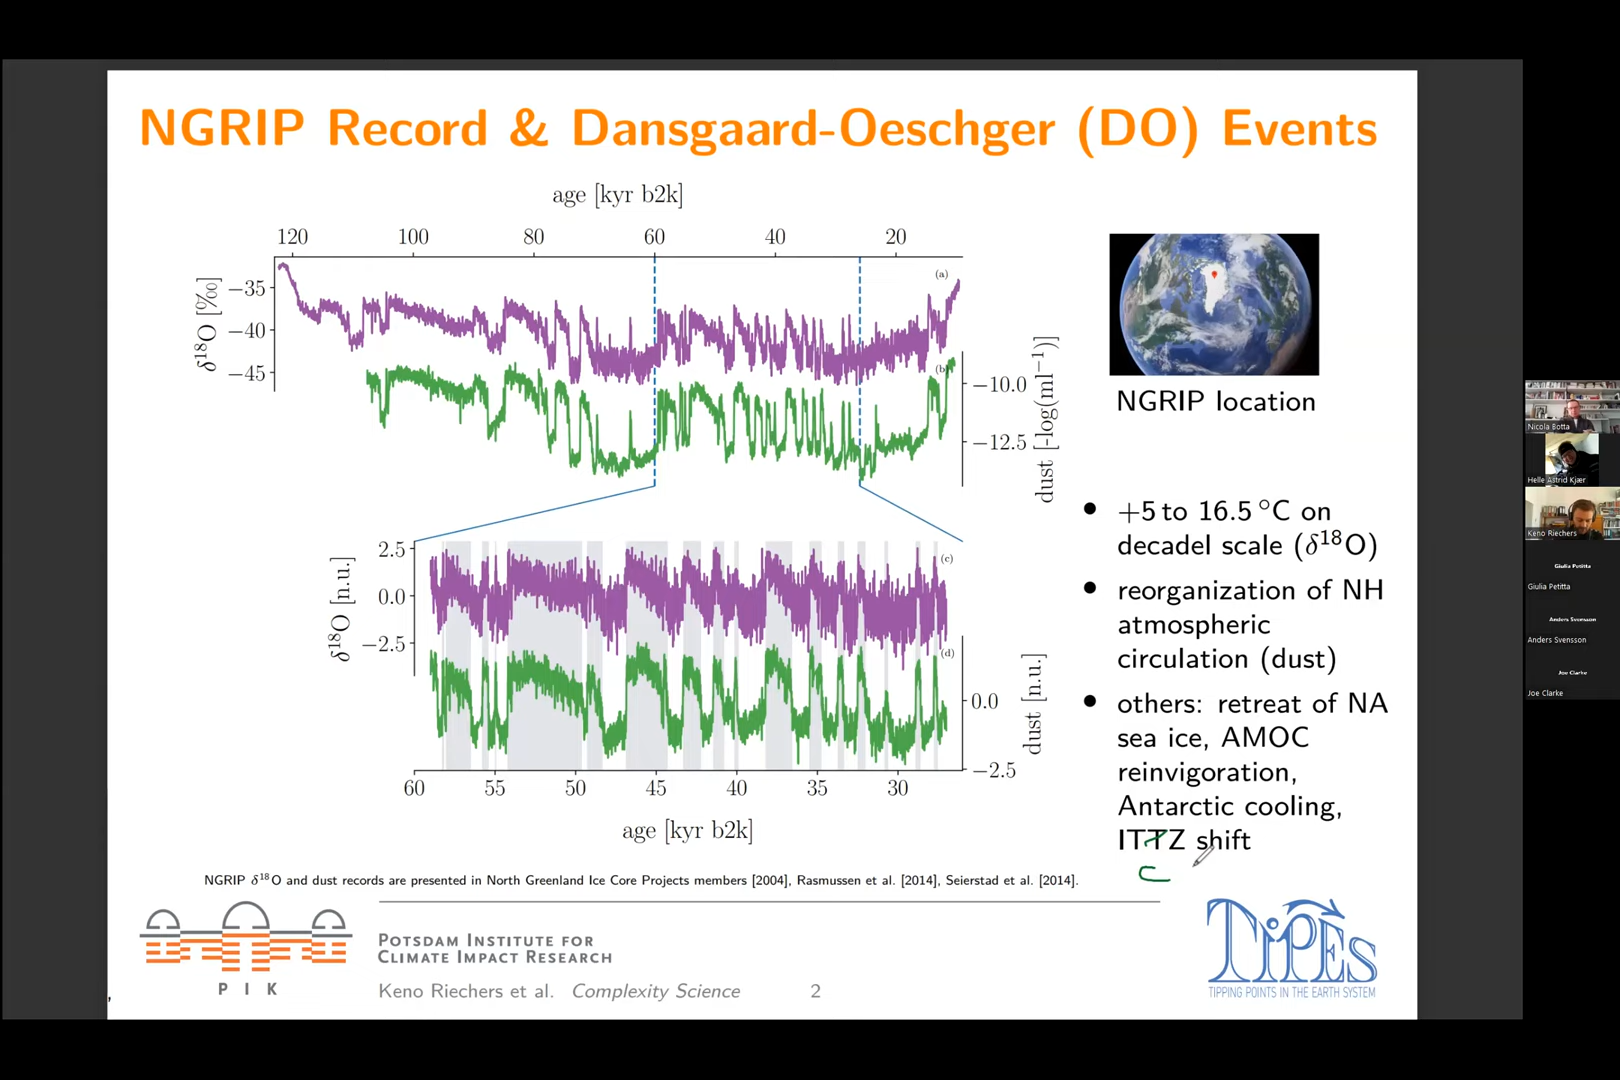 NGRIP Record & Dansgaard-Oeschger (DO) Events
age [kyr b2k]
120 100 80 60 40 20
δ¹⁸O [‰]
−35
−40
−45
(a)
(b)
−10.0
−12.5
dust [-log(ml⁻¹)]
NGRIP location
δ¹⁸O [n.u.]
2.5
0.0
−2.5
(c)
(d)
0.0
−2.5
dust [n.u.]
60 55 50 45 40 35 30
age [kyr b2k]
• +5 to 16.5 °C on
decadel scale (δ¹⁸O)
• reorganization of NH
atmospheric
circulation (dust)
• others: retreat of NA
sea ice, AMOC
reinvigoration,
Antarctic cooling,
ITTZ shift
C
NGRIP δ¹⁸O and dust records are presented in North Greenland Ice Core Projects members [2004], Rasmussen et al. [2014], Seierstad et al. [2014].
PIK
POTSDAM INSTITUTE FOR
CLIMATE IMPACT RESEARCH
Keno Riechers et al. Complexity Science 2
TiPES
TIPPING POINTS IN THE EARTH SYSTEM
Nicola Botta
Helle Astrid Kjær
Keno Riechers
Giulia Petitta
Giulia Petitta
Anders Svensson
Anders Svensson
Joe Clarke
Joe Clarke